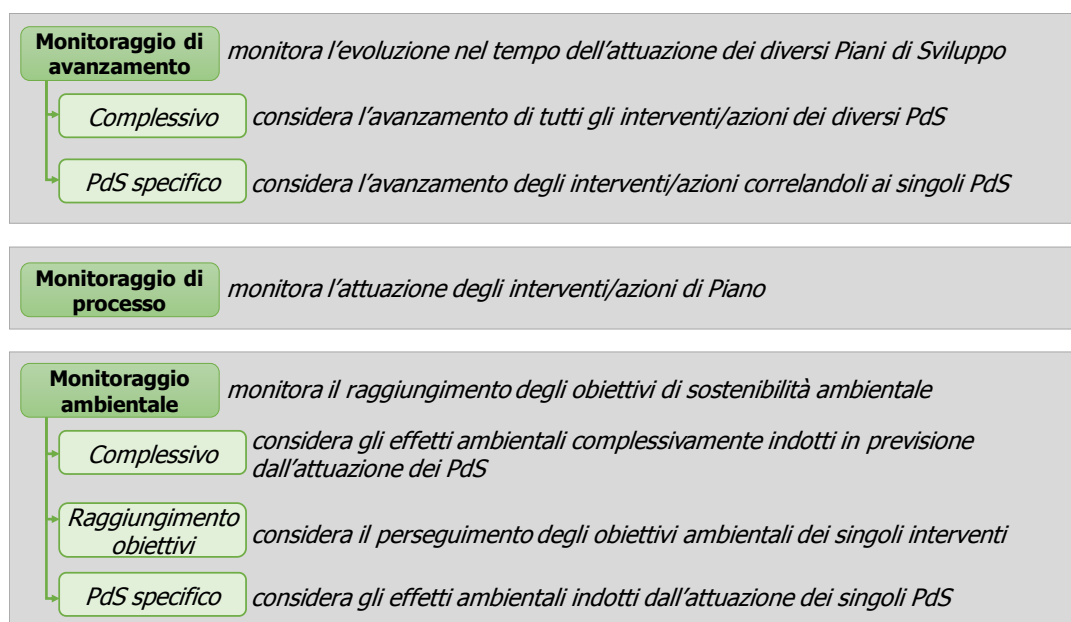 Monitoraggio di
avanzamento
monitora l'evoluzione nel tempo dell'attuazione dei diversi Piani di Sviluppo
Complessivo
considera l'avanzamento di tutti gli interventi/azioni dei diversi PdS
PdS specifico
considera l'avanzamento degli interventi/azioni correlandoli ai singoli PdS
Monitoraggio di
processo
monitora l'attuazione degli interventi/azioni di Piano
Monitoraggio
ambientale
monitora il raggiungimento degli obiettivi di sostenibilità ambientale
Complessivo
considera gli effetti ambientali complessivamente indotti in previsione
dall'attuazione dei PdS
Raggiungimento
obiettivi
considera il perseguimento degli obiettivi ambientali dei singoli interventi
PdS specifico
considera gli effetti ambientali indotti dall'attuazione dei singoli PdS